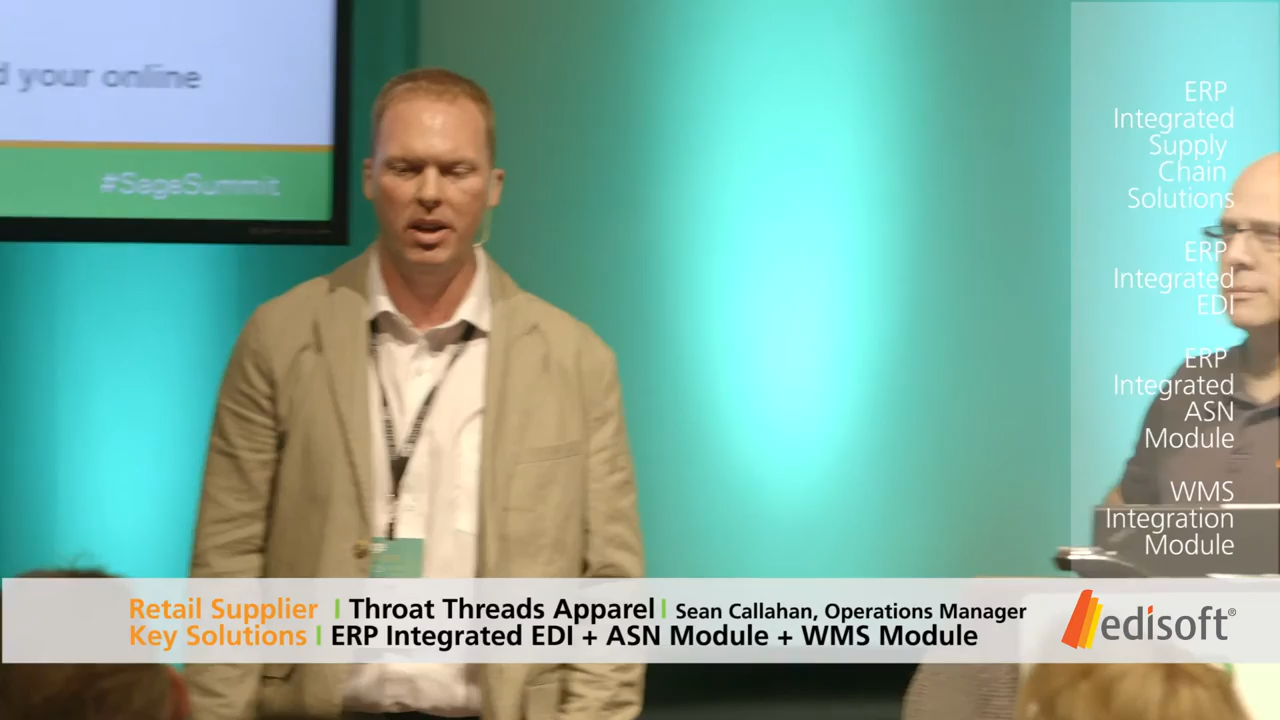 d your online
#SageSummit
ERP
Integrated
Supply
Chain
Solutions
ERP
Integrated
EDI
ERP
Integrated
ASN
Module
WMS
Integration
Module
Retail Supplier | Throat Threads Apparel | Sean Callahan, Operations Manager
Key Solutions | ERP Integrated EDI + ASN Module + WMS Module
edisoft®